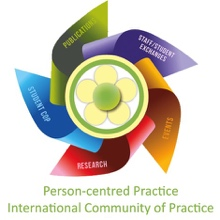 PUBLICATIONS
STAFF/STUDENT
EXCHANGES
EVENTS
RESEARCH
STUDENT COP
Person-centred Practice
International Community of Practice